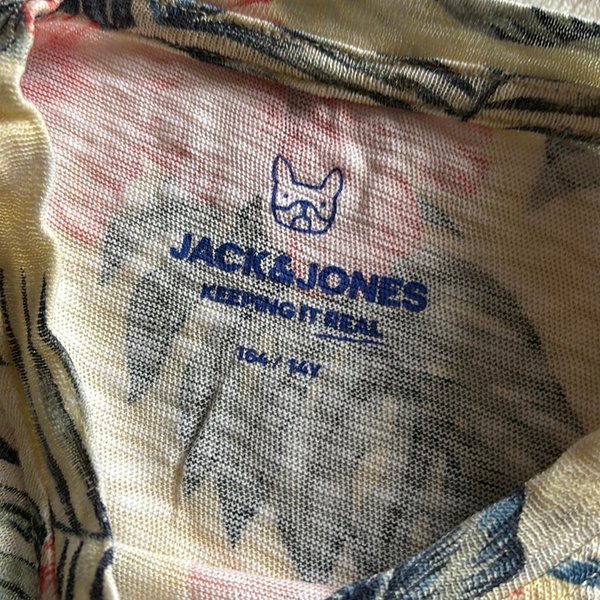 JACK&JONES
KEEPING IT REAL
164 / 14Y